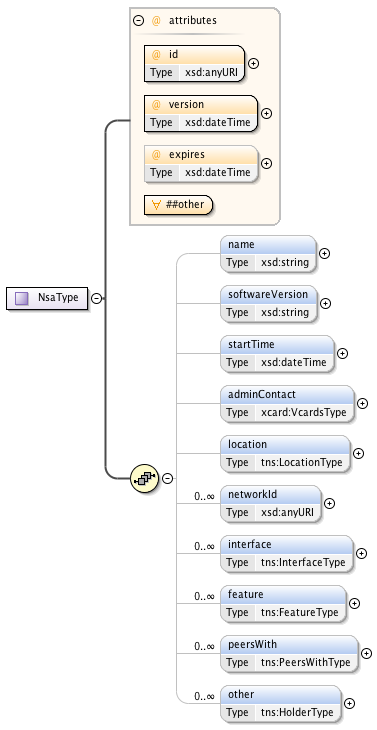 @ attributes
@ id
Type xsd:anyURI
@ version
Type xsd:dateTime
@ expires
Type xsd:dateTime
∀ ##other
NsaType
name
Type xsd:string
softwareVersion
Type xsd:string
startTime
Type xsd:dateTime
adminContact
Type xcard:VcardsType
location
Type tns:LocationType
0..∞ networkId
Type xsd:anyURI
0..∞ interface
Type tns:InterfaceType
0..∞ feature
Type tns:FeatureType
0..∞ peersWith
Type tns:PeersWithType
0..∞ other
Type tns:HolderType